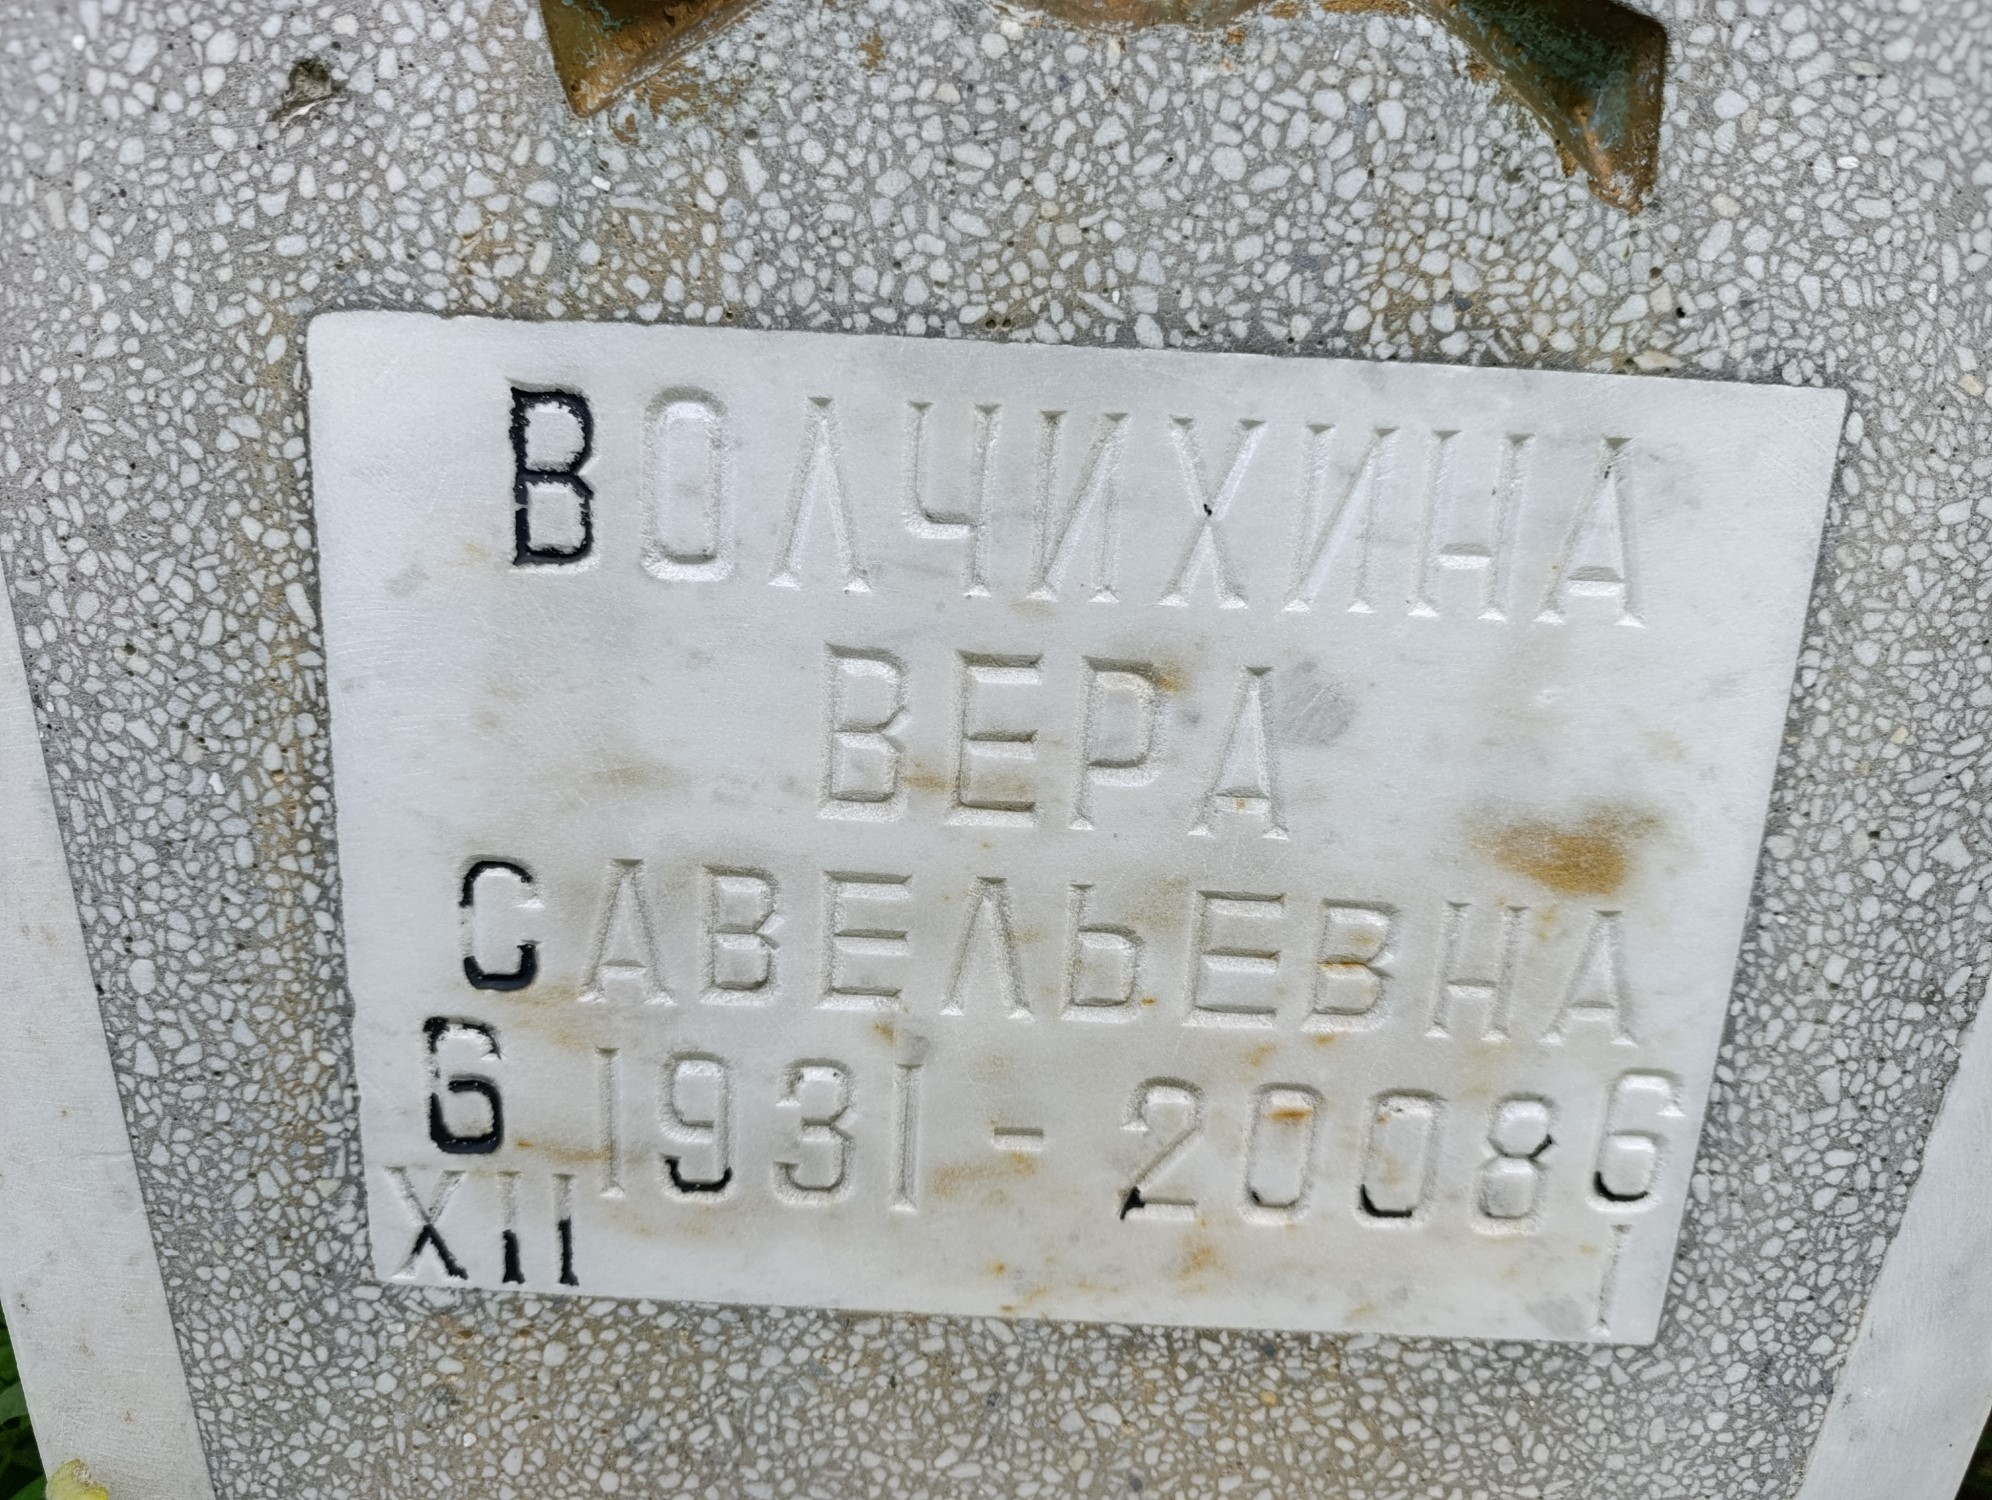 ВОЛЧИХИНА
ВЕРА
САВЕЛЬЕВНА
6 1931 - 2008 6
XII I